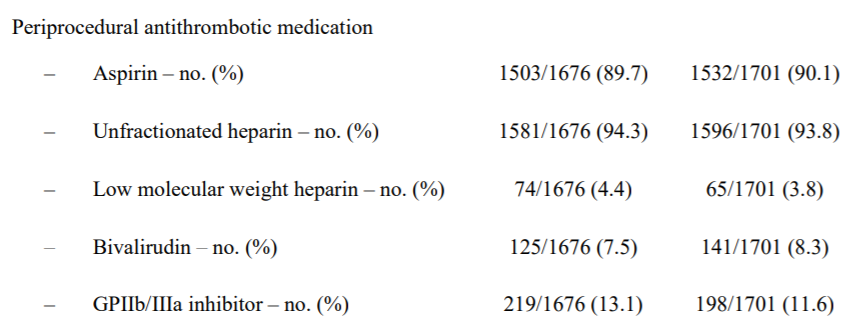 Periprocedural antithrombotic medication
– Aspirin – no. (%) 1503/1676 (89.7) 1532/1701 (90.1)
– Unfractionated heparin – no. (%) 1581/1676 (94.3) 1596/1701 (93.8)
– Low molecular weight heparin – no. (%) 74/1676 (4.4) 65/1701 (3.8)
– Bivalirudin – no. (%) 125/1676 (7.5) 141/1701 (8.3)
– GPIIb/IIIa inhibitor – no. (%) 219/1676 (13.1) 198/1701 (11.6)